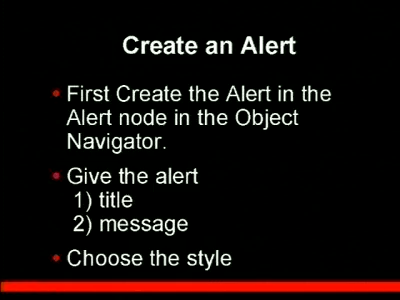 Create an Alert
• First Create the Alert in the
Alert node in the Object
Navigator.
• Give the alert
1) title
2) message
• Choose the style